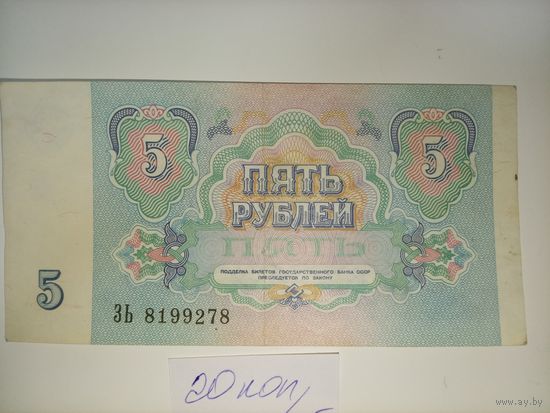 5 5
ПЯТЬ
РУБЛЕЙ
ПОДДЕЛКА БИЛЕТОВ ГОСУДАРСТВЕННОГО БАНКА СССР
ПРЕСЛЕДУЕТСЯ ПО ЗАКОНУ
5
ЗЬ 8199278
20 коп
www.ay.by